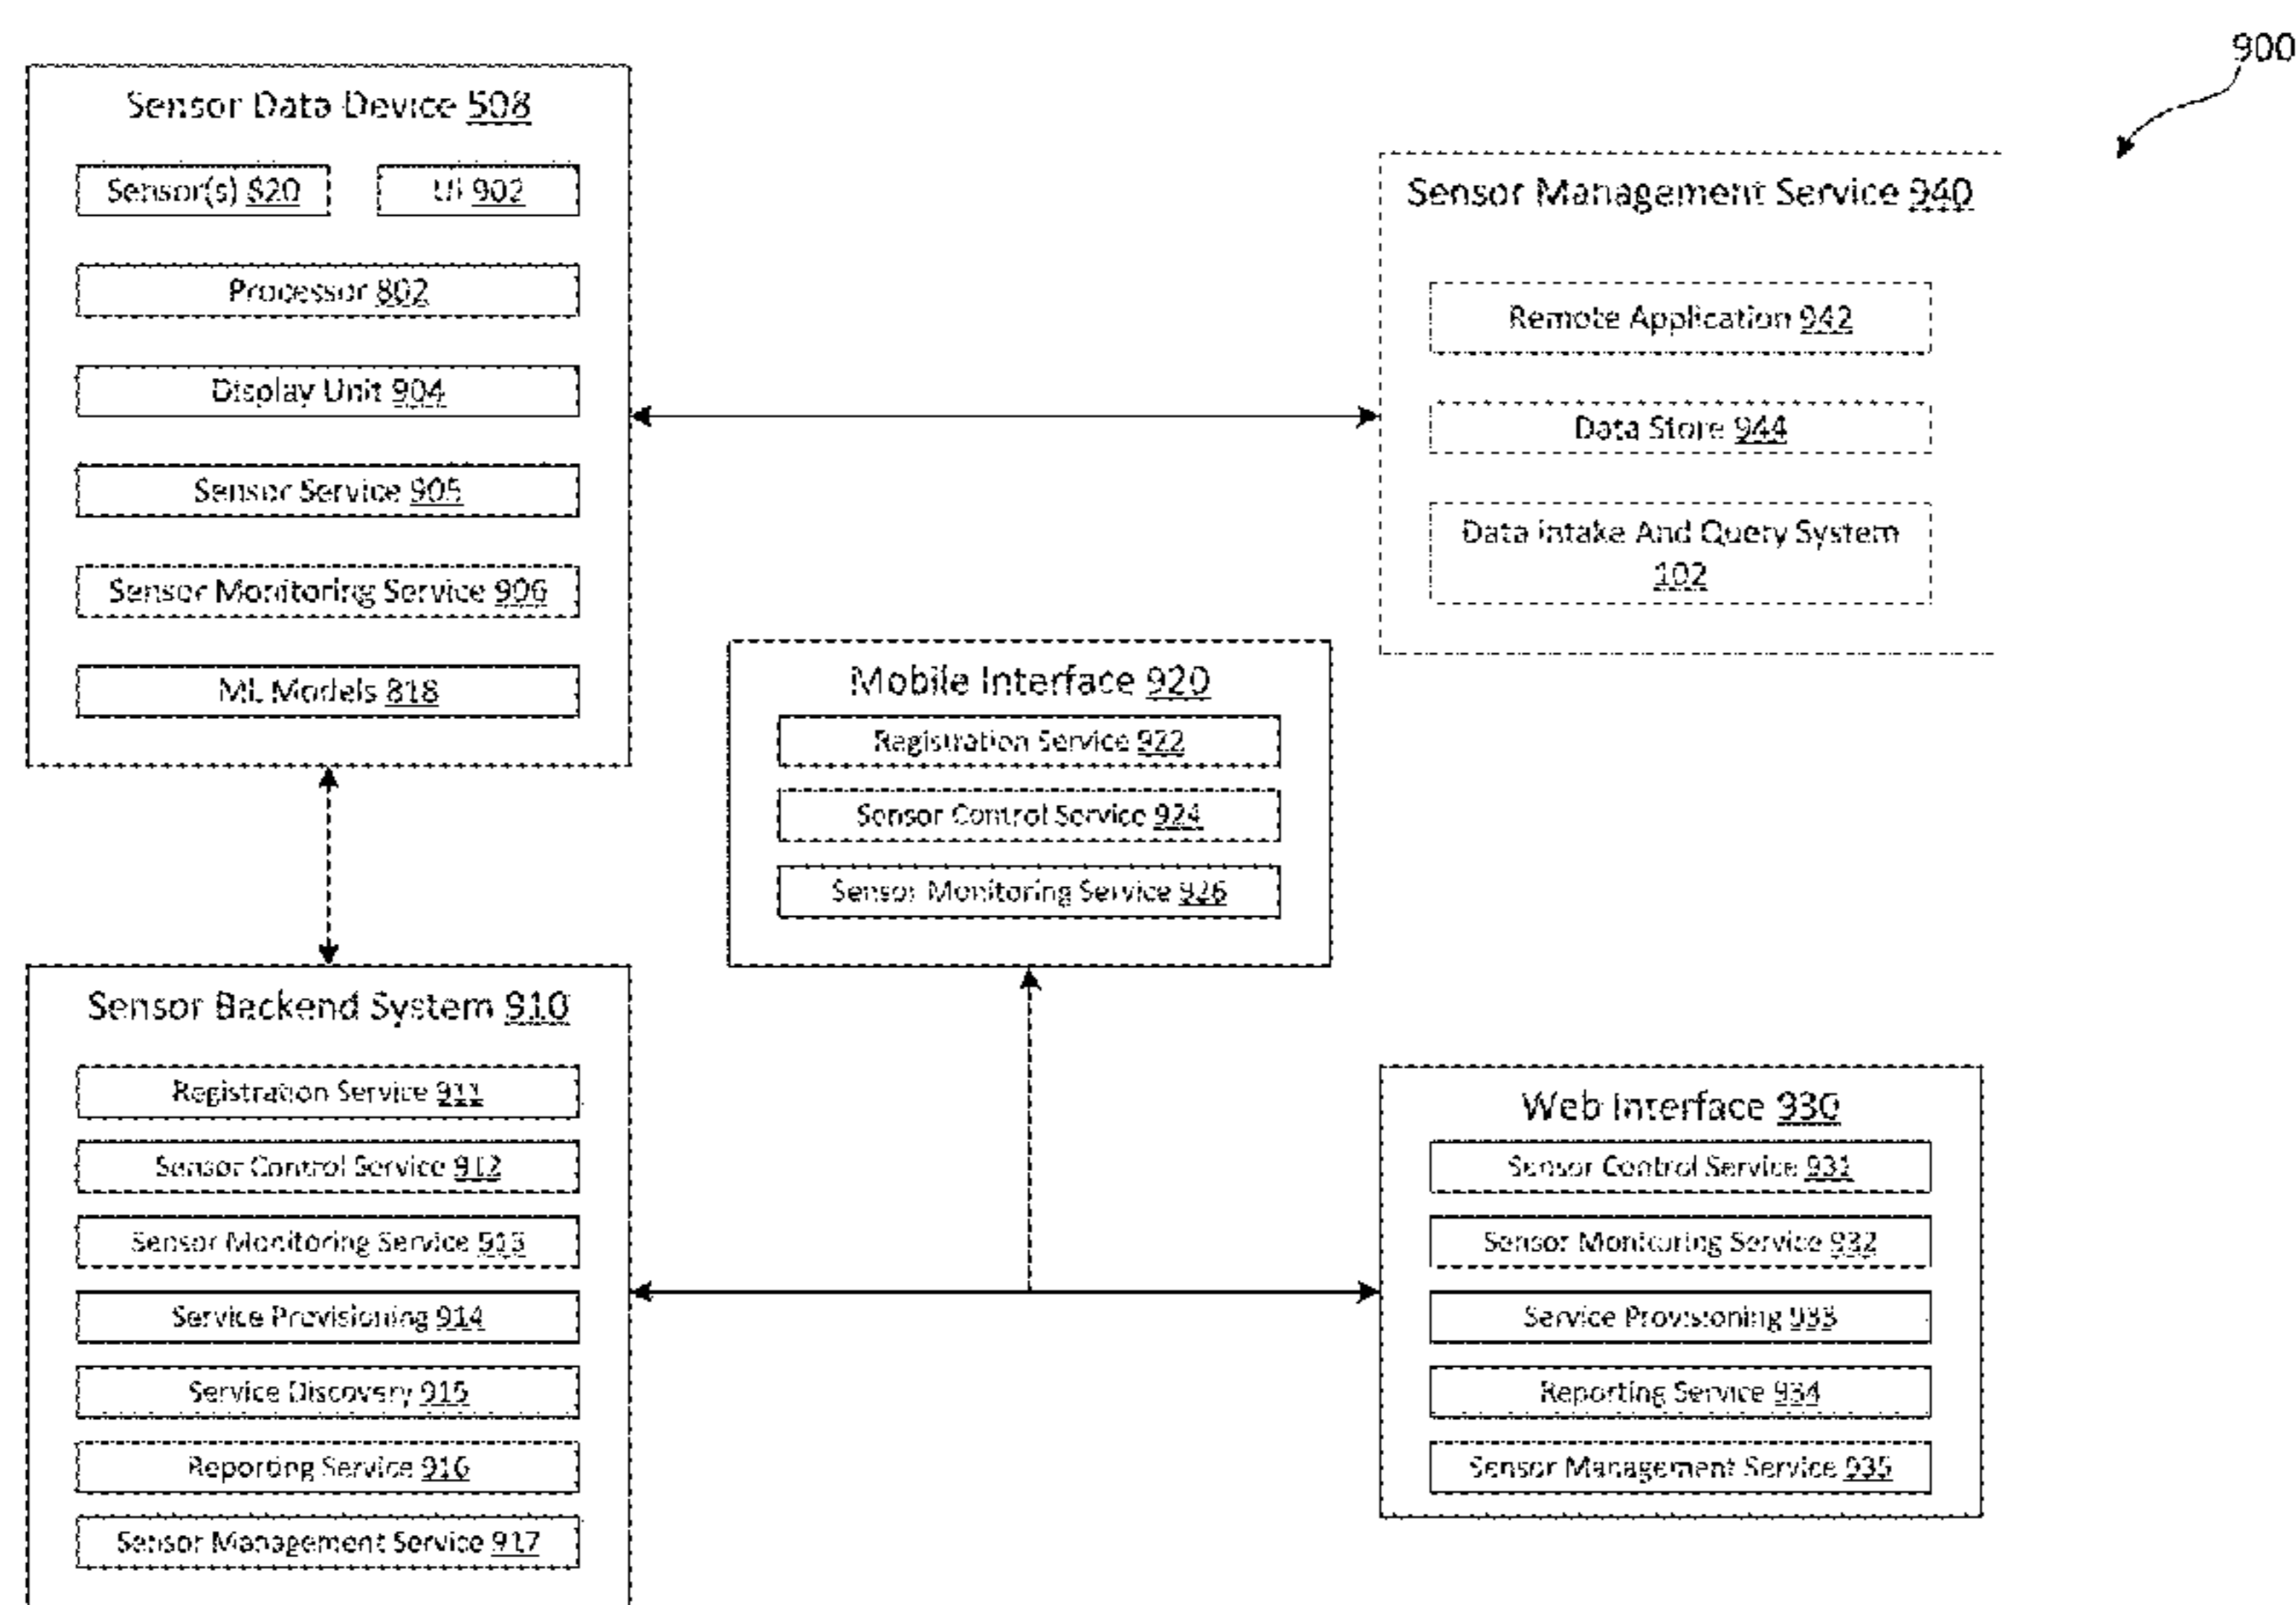 900
Sensor Data Device 508
Sensor(s) 820
UI 902
Processor 802
Display Unit 904
Sensor Service 905
Sensor Monitoring Service 906
ML Models 818
Sensor Management Service 940
Remote Application 942
Data Store 944
Data Intake And Query System
102
Mobile Interface 920
Registration Service 922
Sensor Control Service 924
Sensor Monitoring Service 926
Sensor Backend System 910
Registration Service 911
Sensor Control Service 912
Sensor Monitoring Service 913
Service Provisioning 914
Service Discovery 915
Reporting Service 916
Sensor Management Service 917
Web Interface 930
Sensor Control Service 931
Sensor Monitoring Service 932
Service Provisioning 933
Reporting Service 934
Sensor Management Service 935